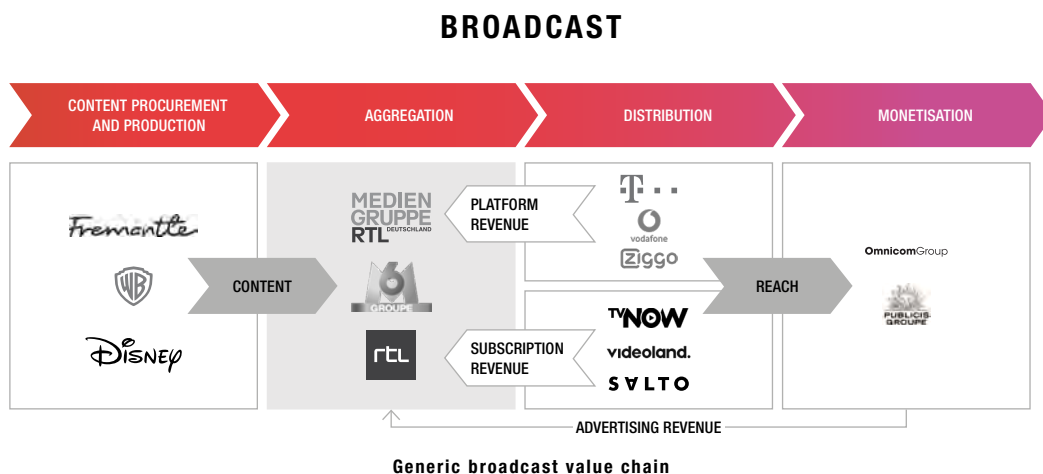 BROADCAST
CONTENT PROCUREMENT
AND PRODUCTION
AGGREGATION
DISTRIBUTION
MONETISATION
Fremantle
WB
Disney
CONTENT
MEDIEN
GRUPPE
RTL DEUTSCHLAND
M6
GROUPE
rtl
PLATFORM
REVENUE
SUBSCRIPTION
REVENUE
T
vodafone
ziggo
TVNOW
videoland.
SALTO
REACH
OmnicomGroup
PUBLICIS
GROUPE
ADVERTISING REVENUE
Generic broadcast value chain